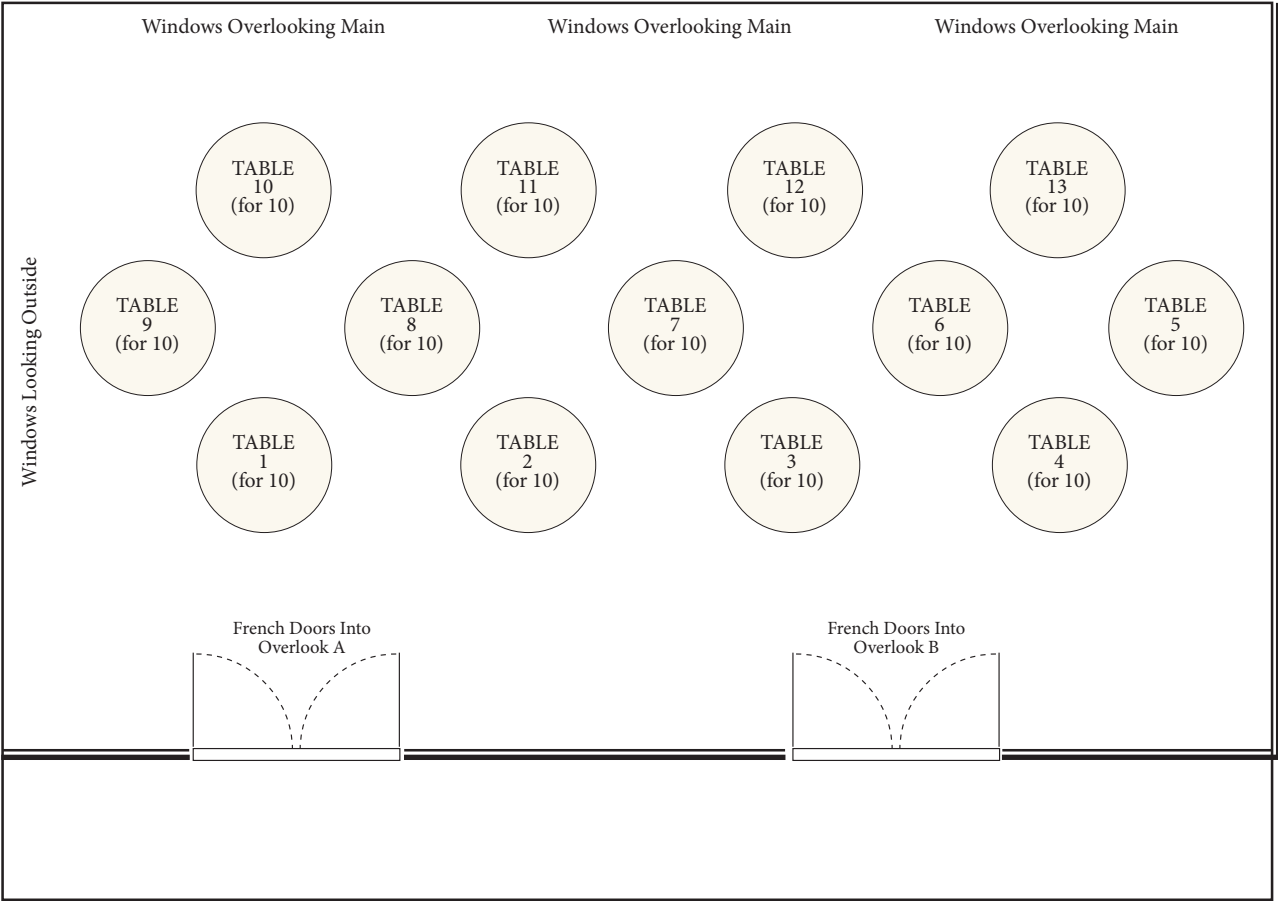 Windows Overlooking Main
Windows Overlooking Main
Windows Overlooking Main
TABLE
10
(for 10)
TABLE
11
(for 10)
TABLE
12
(for 10)
TABLE
13
(for 10)
Windows Looking Outside
TABLE
9
(for 10)
TABLE
8
(for 10)
TABLE
7
(for 10)
TABLE
6
(for 10)
TABLE
5
(for 10)
TABLE
1
(for 10)
TABLE
2
(for 10)
TABLE
3
(for 10)
TABLE
4
(for 10)
French Doors Into
Overlook A
French Doors Into
Overlook B